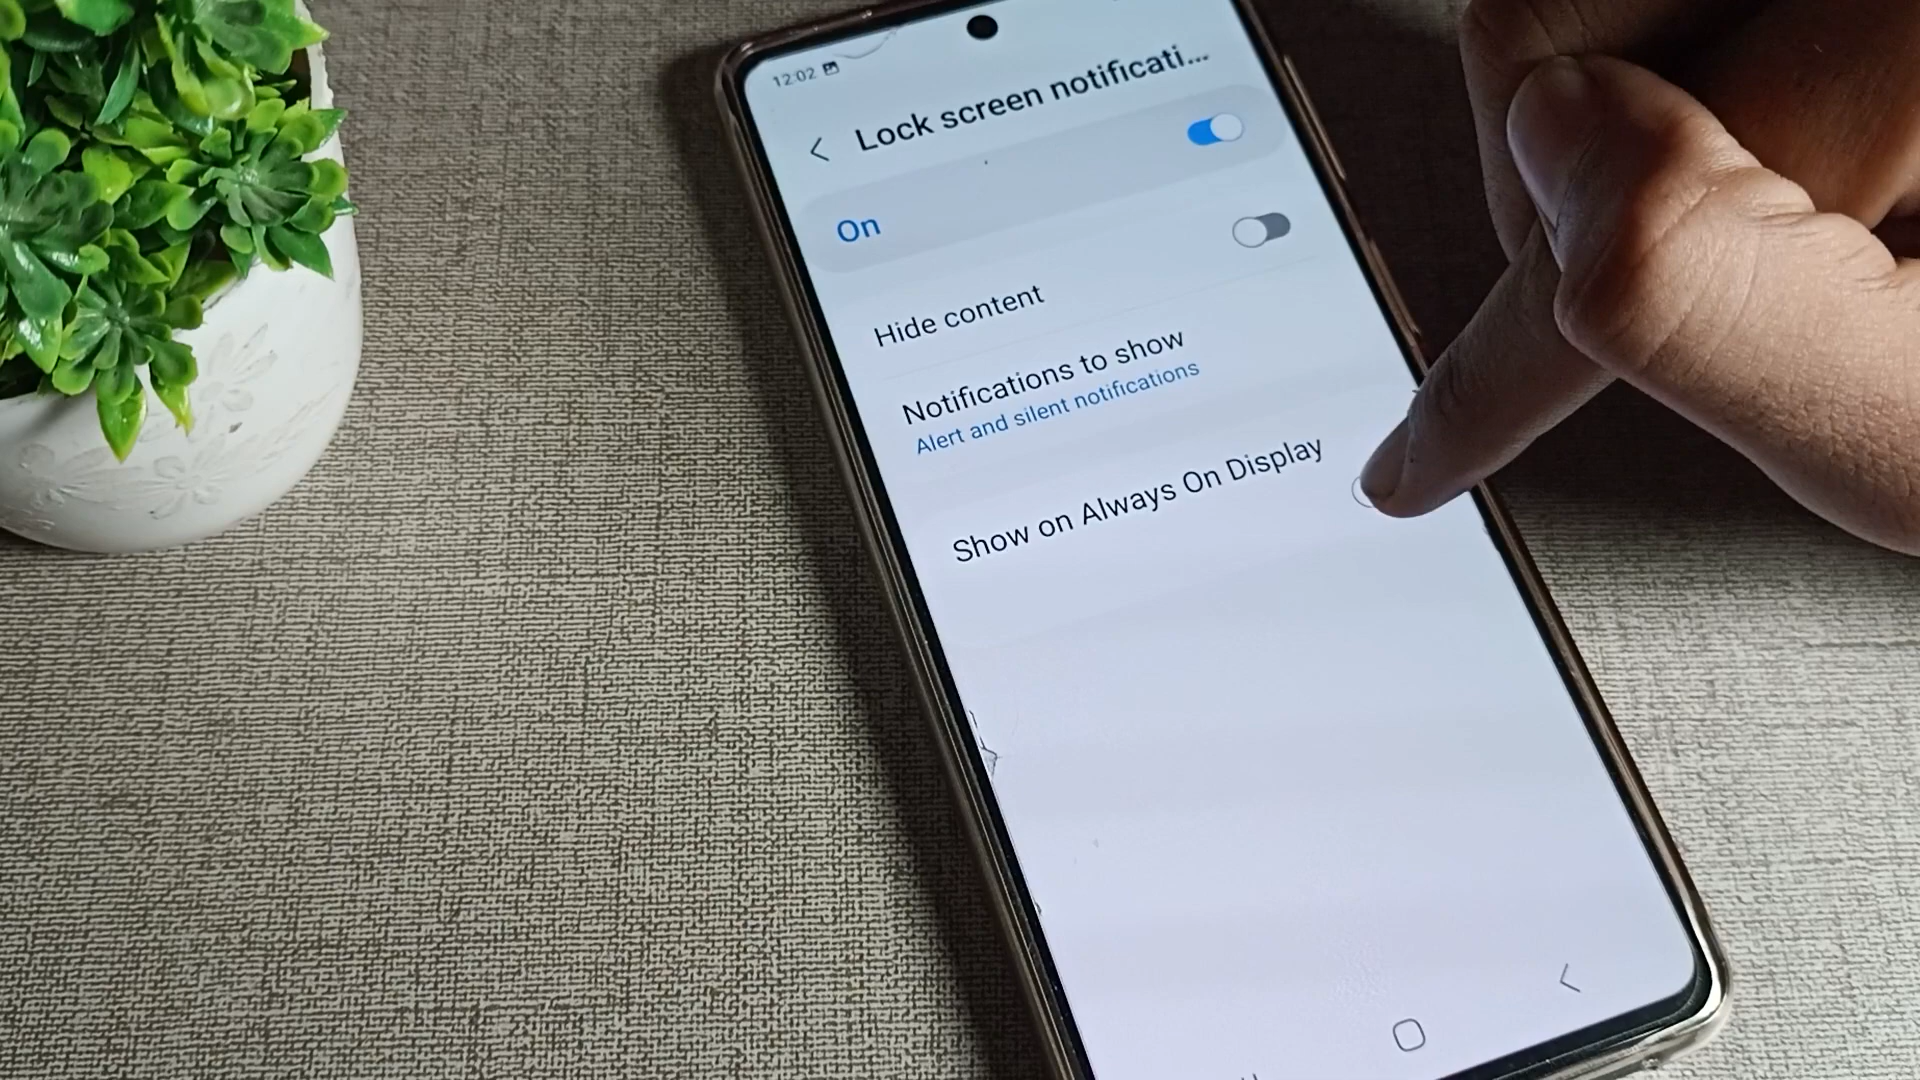 12:02
Lock screen notificati...
On
Hide content
Notifications to show
Alert and silent notifications
Show on Always On Display